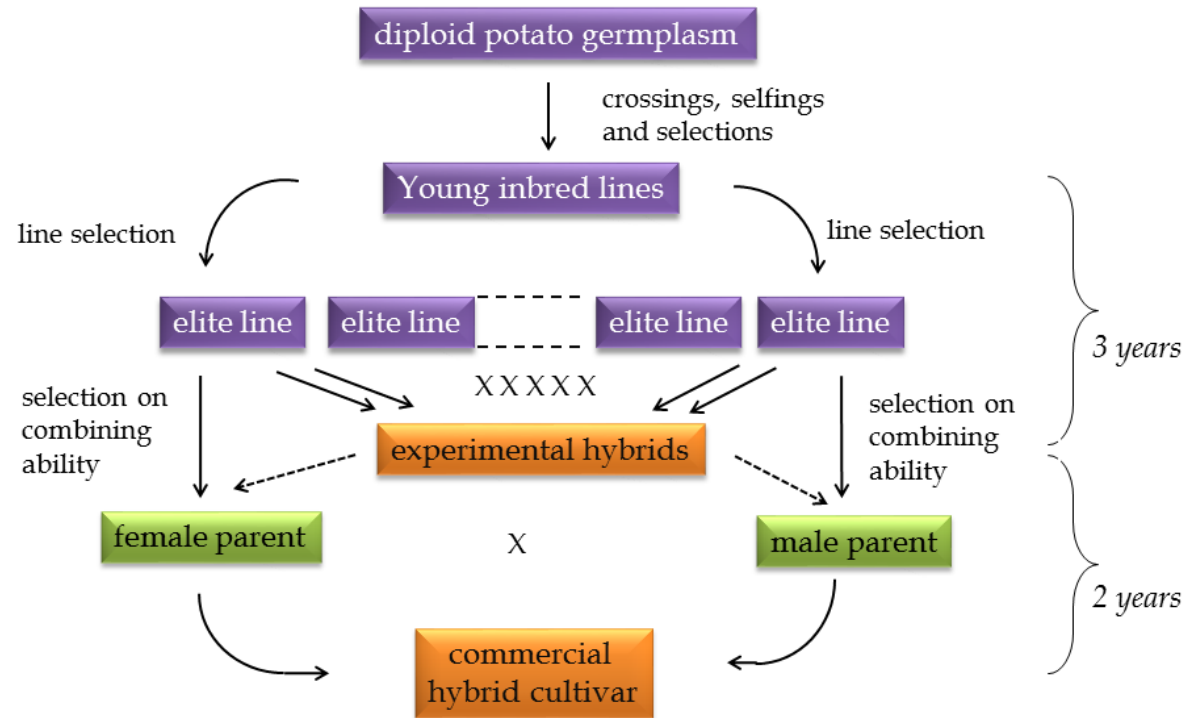 diploid potato germplasm
crossings, selfings
and selections
Young inbred lines
line selection
line selection
elite line
elite line
elite line
elite line
3 years
X X X X X
selection on
combining
ability
selection on
combining
ability
experimental hybrids
female parent
X
male parent
2 years
commercial
hybrid cultivar